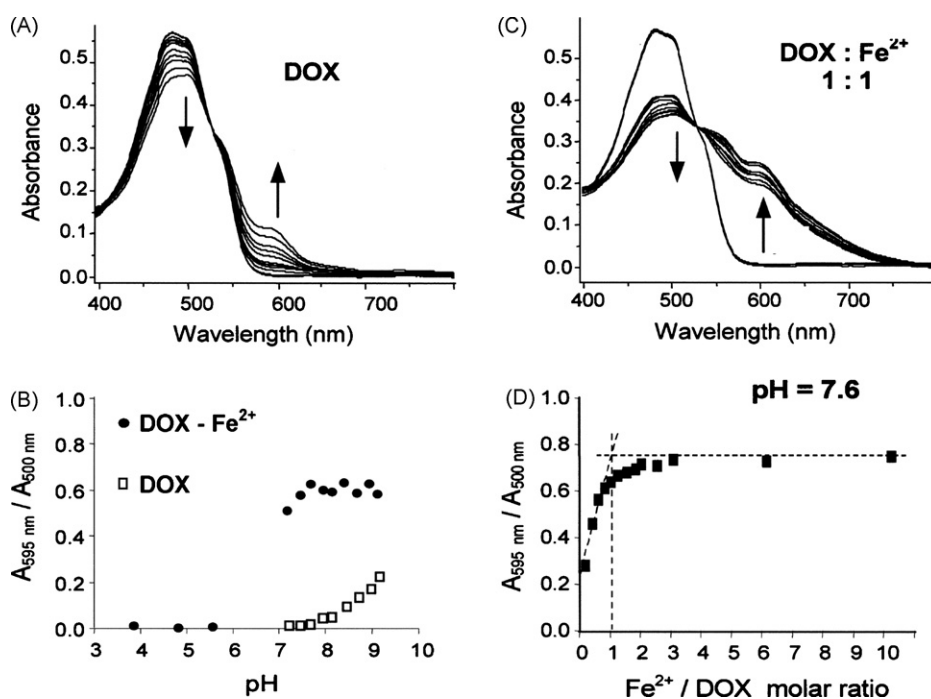 (A)
DOX
Absorbance
0.5
0.4
0.3
0.2
0.1
0.0
400 500 600 700
Wavelength (nm)
(C)
DOX : Fe²⁺
1 : 1
Absorbance
0.5
0.4
0.3
0.2
0.1
0.0
400 500 600 700
Wavelength (nm)
(B)
DOX - Fe²⁺
DOX
A₅₉₅ ₙₘ / A₅₀₀ ₙₘ
1.0
0.8
0.6
0.4
0.2
0.0
3 4 5 6 7 8 9 10
pH
pH = 7.6
(D)
A₅₉₅ ₙₘ / A₅₀₀ ₙₘ
1.0
0.8
0.6
0.4
0.2
0.0
0 1 2 3 4 5 6 7 8 9 10
Fe²⁺ / DOX molar ratio